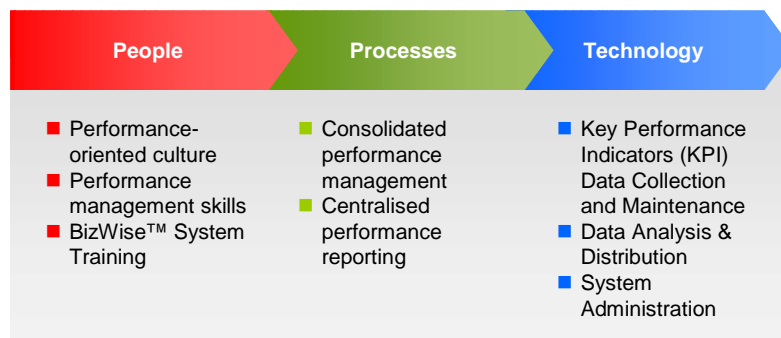 People
Processes
Technology
Performance-
oriented culture
Performance
management skills
BizWise™ System
Training
Consolidated
performance
management
Centralised
performance
reporting
Key Performance
Indicators (KPI)
Data Collection
and Maintenance
Data Analysis &
Distribution
System
Administration